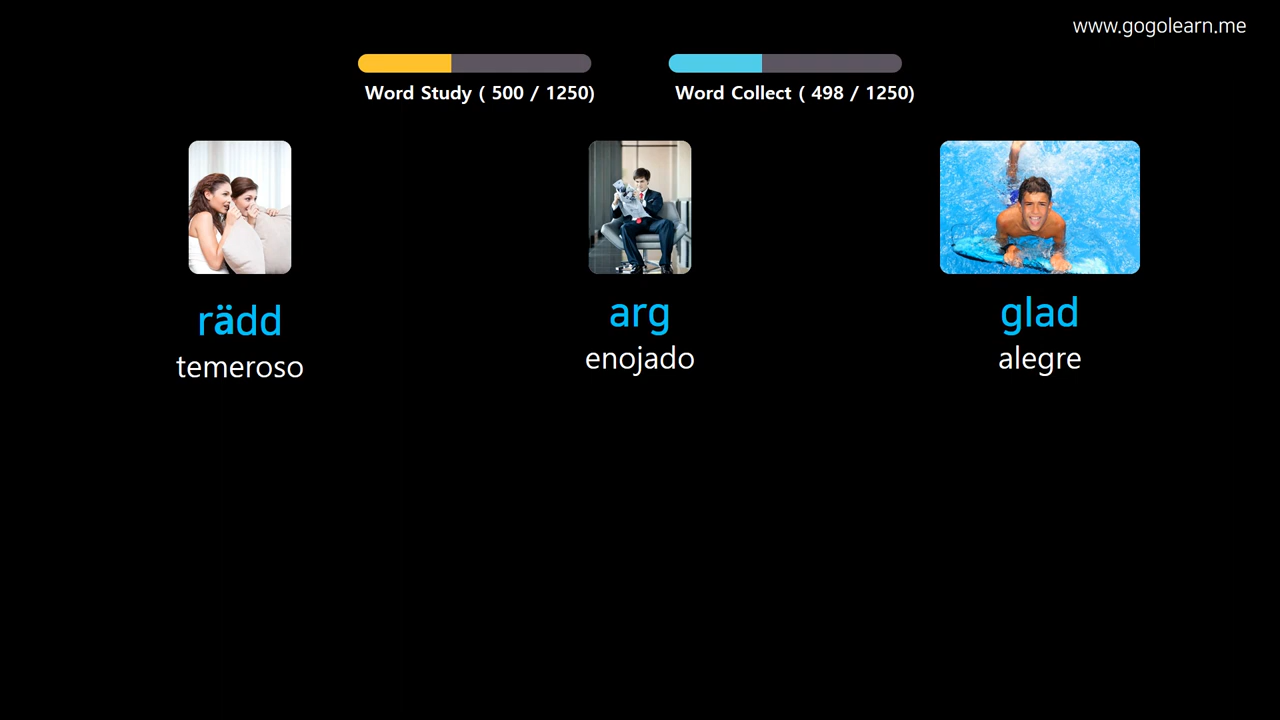 www.gogolearn.me
Word Study ( 500 / 1250)
Word Collect ( 498 / 1250)
rädd
arg
glad
temeroso
enojado
alegre